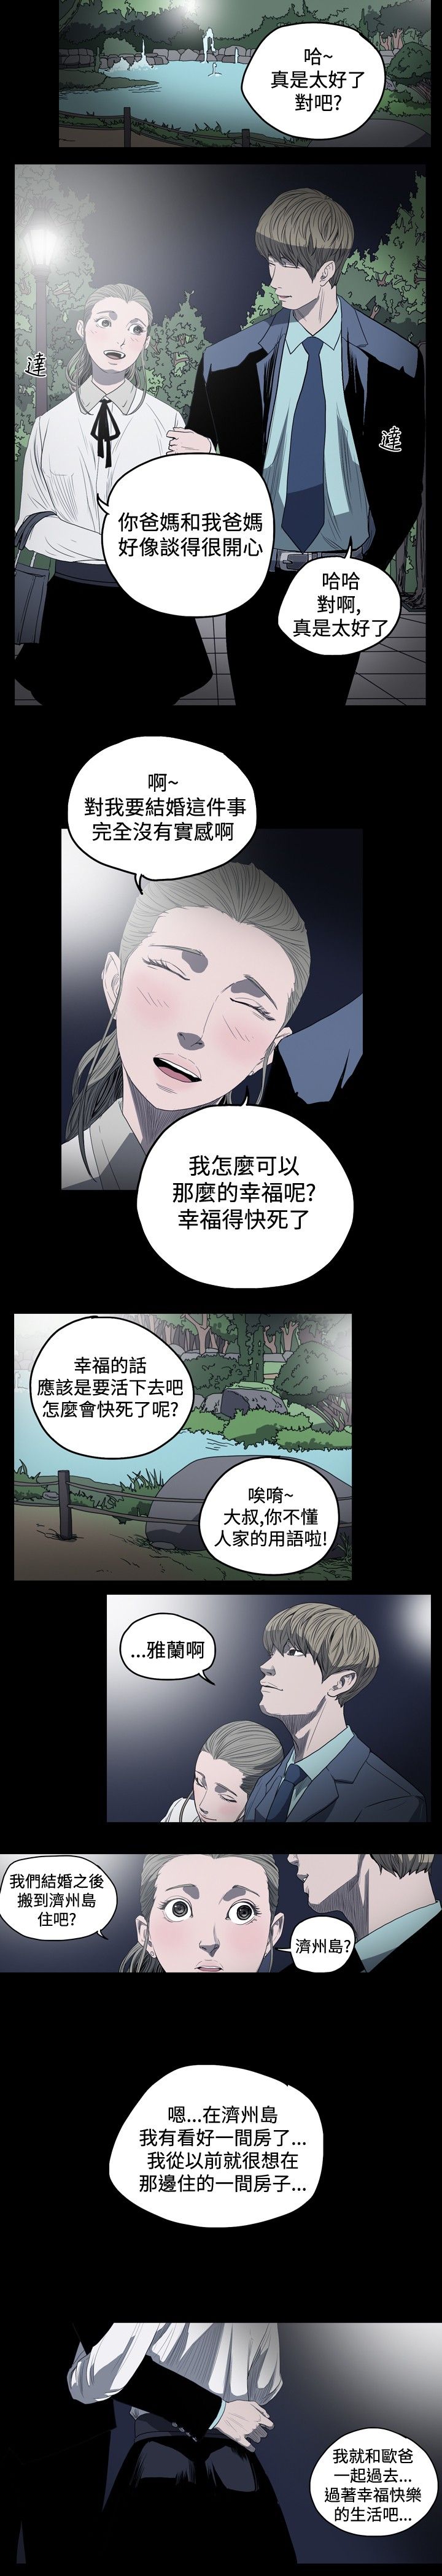 哈~
真是太好了
對吧?
達
達
你爸媽和我爸媽
好像談得很開心
哈哈
對啊,
真是太好了
啊~
對我要結婚這件事
完全沒有實感啊
我怎麼可以
那麼的幸福呢?
幸福得快死了
幸福的話
應該是要活下去吧
怎麼會快死了呢?
唉唷~
大叔,你不懂
人家的用語啦!
...雅蘭啊
我們結婚之後
搬到濟州島
住吧?
濟州島?
嗯...在濟州島
我有看好一間房了...
我從以前就很想在
那邊住的一間房子...
我就和歐爸
一起過去...
過著幸福快樂
的生活吧...